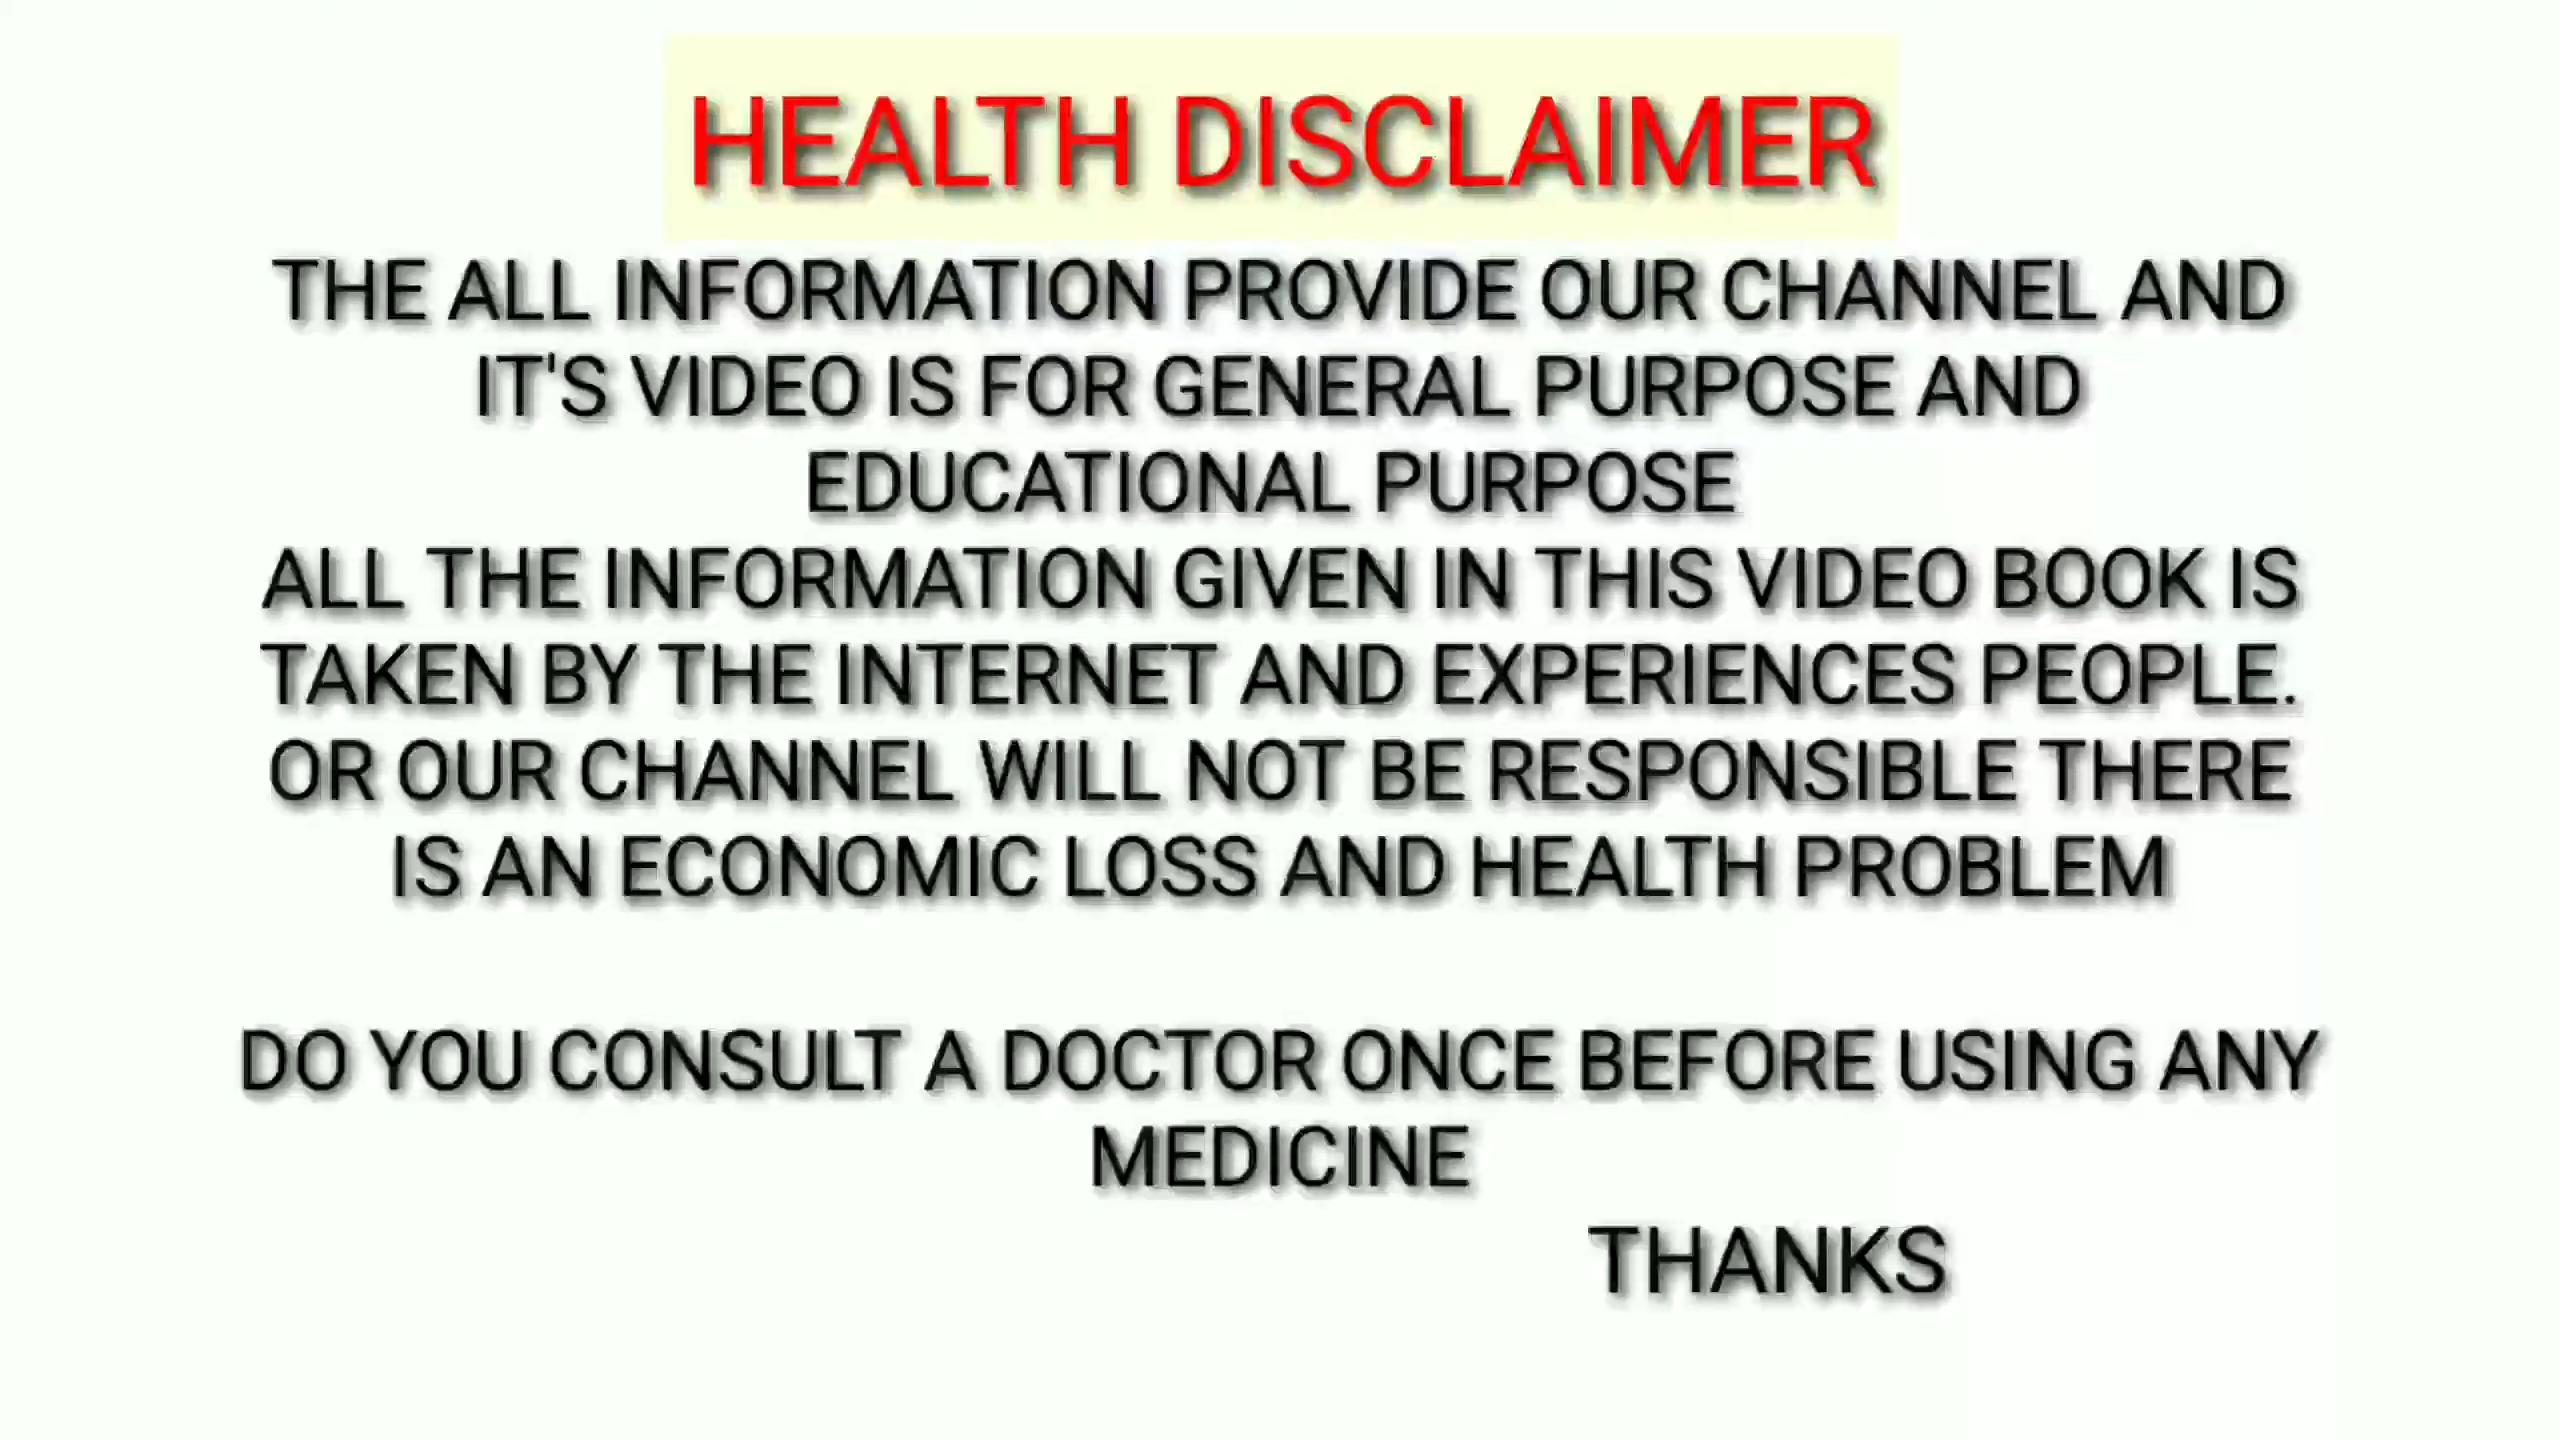 HEALTH DISCLAIMER
THE ALL INFORMATION PROVIDE OUR CHANNEL AND
IT'S VIDEO IS FOR GENERAL PURPOSE AND
EDUCATIONAL PURPOSE
ALL THE INFORMATION GIVEN IN THIS VIDEO BOOK IS
TAKEN BY THE INTERNET AND EXPERIENCES PEOPLE.
OR OUR CHANNEL WILL NOT BE RESPONSIBLE THERE
IS AN ECONOMIC LOSS AND HEALTH PROBLEM
DO YOU CONSULT A DOCTOR ONCE BEFORE USING ANY
MEDICINE
THANKS